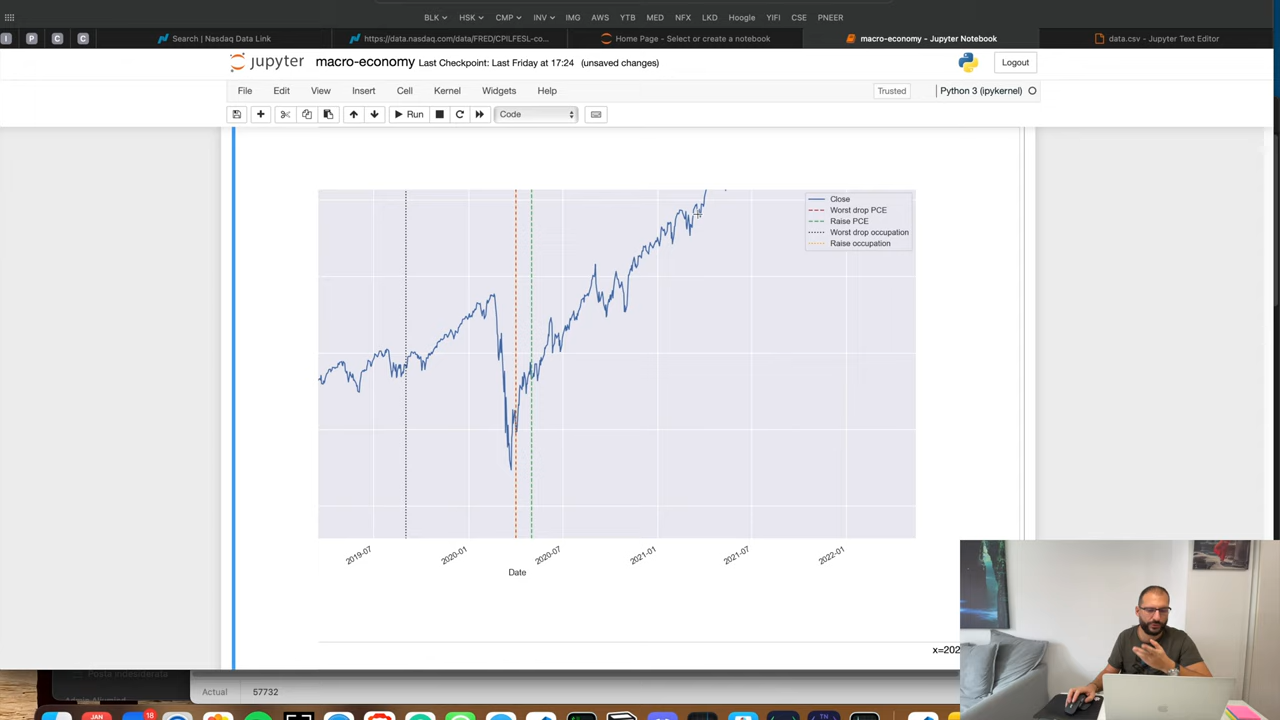 BLK HSK CMP INV IMG AWS YTB MED NFX LKD Hoogle YIFI CSE PNEER
I P C C Search | Nasdaq Data Link https://data.nasdaq.com/data/FRED/CPILFESL-co... Home Page - Select or create a notebook macro-economy - Jupyter Notebook data.csv - Jupyter Text Editor
jupyter macro-economy Last Checkpoint: Last Friday at 17:24 (unsaved changes) Logout
File Edit View Insert Cell Kernel Widgets Help Trusted Python 3 (ipykernel)
Run Code
Close
Worst drop PCE
Raise PCE
Worst drop occupation
Raise occupation
2019-07 2020-01 2020-07 2021-01 2021-07 2022-01
Date
x=202
Posta indesiderata
Actual 57732
JAN 18